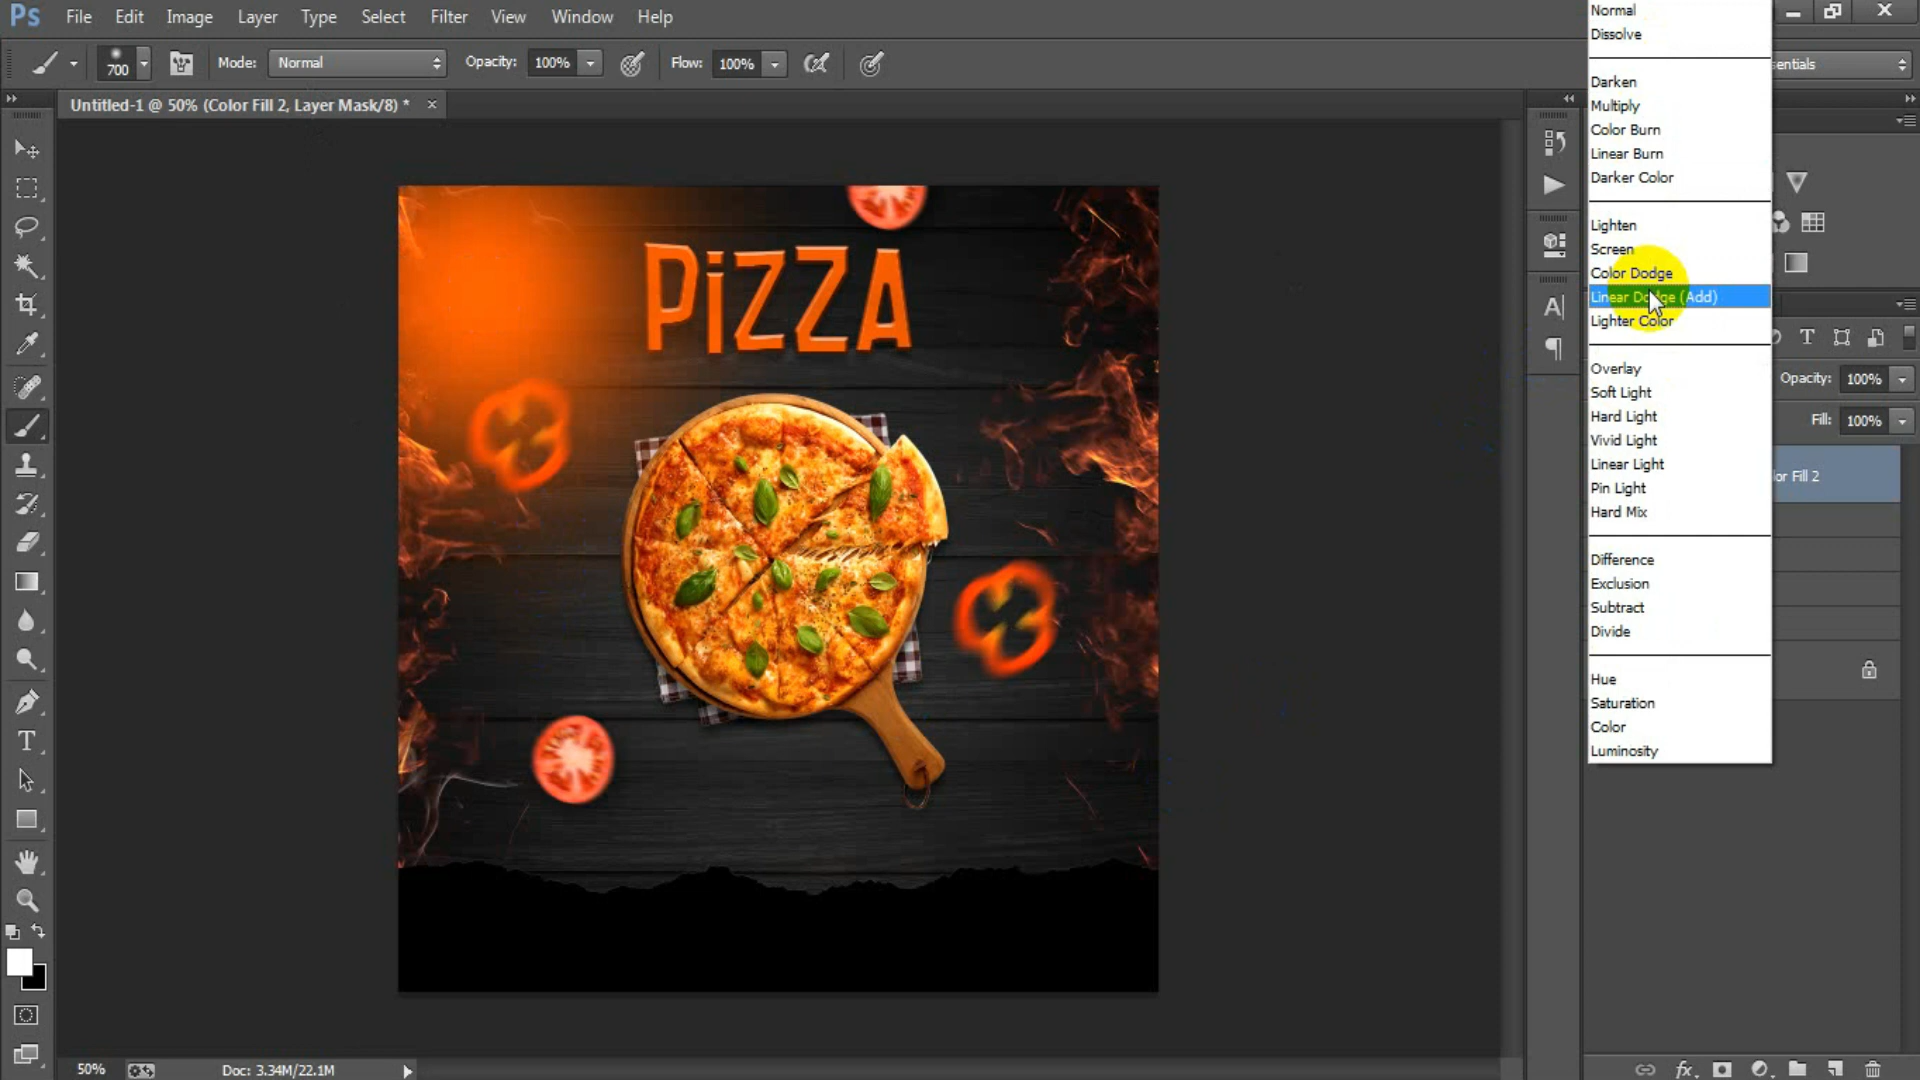 Ps File Edit Image Layer Type Select Filter View Window Help
700 Mode: Normal Opacity: 100% Flow: 100% sentials
Untitled-1 @ 50% (Color Fill 2, Layer Mask/8) * ×
PiZZA
Normal
Dissolve
Darken
Multiply
Color Burn
Linear Burn
Darker Color
Lighten
Screen
Color Dodge
Linear Dodge (Add)
Lighter Color
Overlay
Soft Light
Hard Light
Vivid Light
Linear Light
Pin Light
Hard Mix
Difference
Exclusion
Subtract
Divide
Hue
Saturation
Color
Luminosity
Opacity: 100%
Fill: 100%
lor Fill 2
50% Doc: 3.34M/22.1M